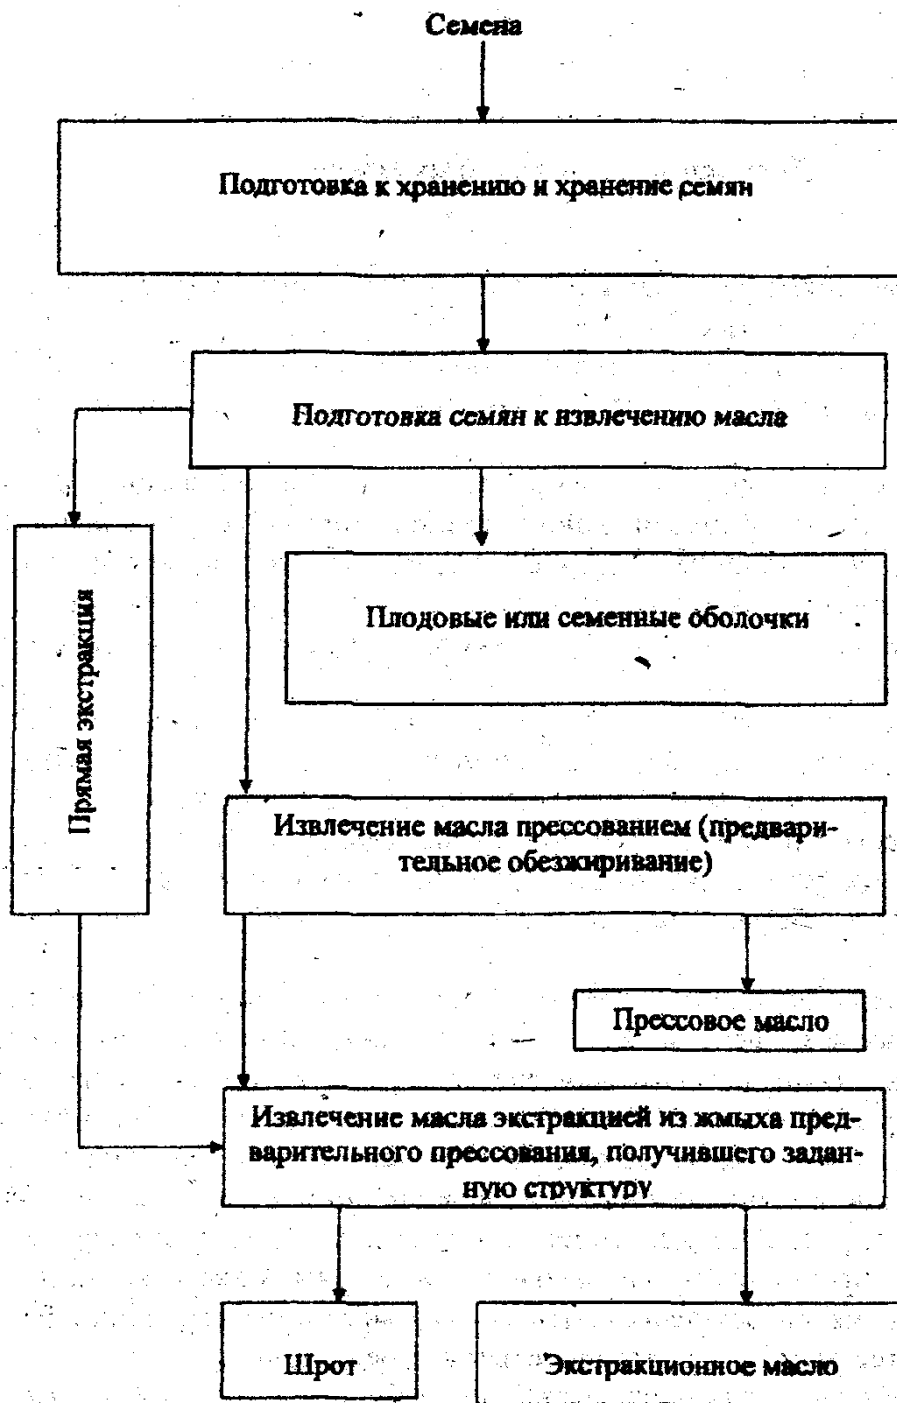 Семена
Подготовка к хранению и хранение семян
Подготовка семян к извлечению масла
Плодовые или семенные оболочки
Прямая экстракция
Извлечение масла прессованием (предвари-
тельное обезжиривание)
Прессовое масло
Извлечение масла экстракцией из жмыха пред-
варительного прессования, получившего задан-
ную структуру
Шрот
Экстракционное масло